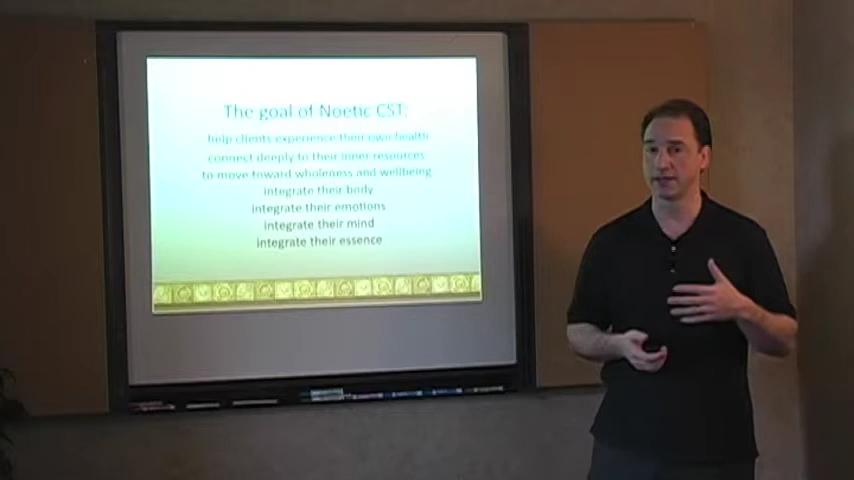 The goal of Noetic CST:
help clients experience their own health
connect deeply to their inner resources
to move toward wholeness and wellbeing
integrate their body
integrate their emotions
integrate their mind
integrate their essence